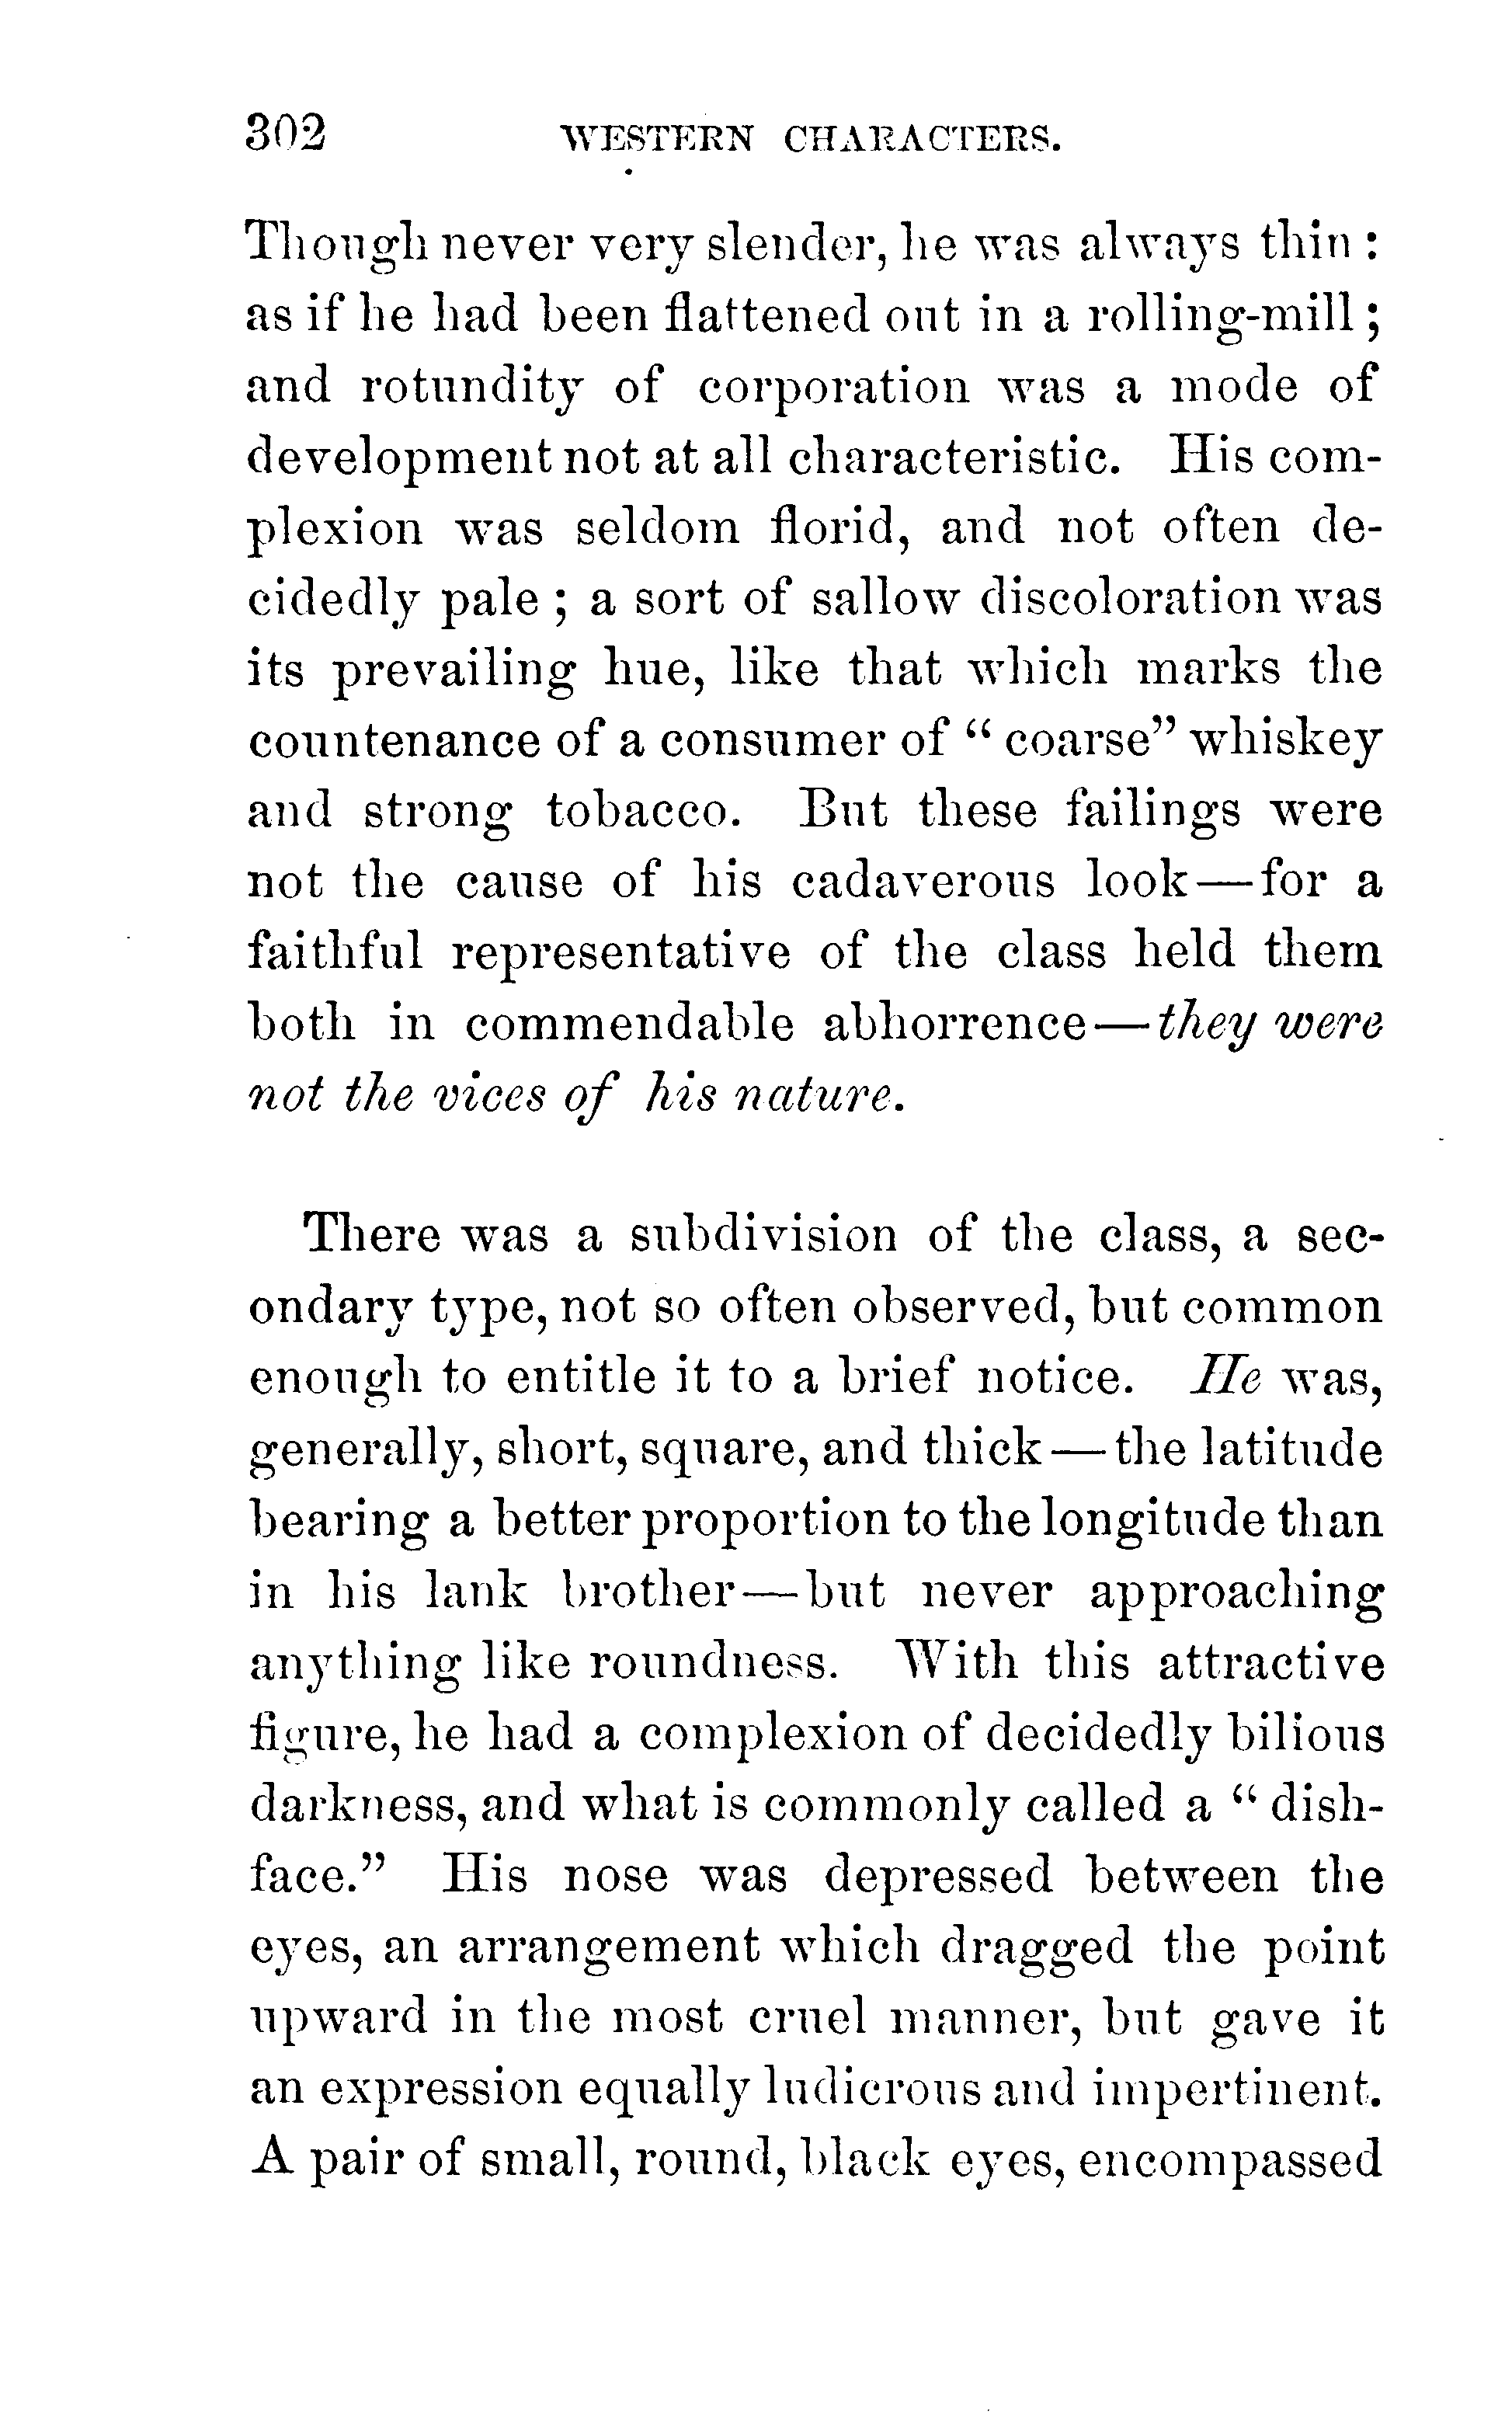 302 WESTERN CHARACTERS.
Though never very slender, he was always thin :
as if he had been flattened out in a rolling-mill ;
and rotundity of corporation was a mode of
development not at all characteristic. His com-
plexion was seldom florid, and not often de-
cidedly pale ; a sort of sallow discoloration was
its prevailing hue, like that which marks the
countenance of a consumer of “ coarse” whiskey
and strong tobacco. But these failings were
not the cause of his cadaverous look—for a
faithful representative of the class held them
both in commendable abhorrence—they were
not the vices of his nature.
There was a subdivision of the class, a sec-
ondary type, not so often observed, but common
enough to entitle it to a brief notice. He was,
generally, short, square, and thick—the latitude
bearing a better proportion to the longitude than
in his lank brother—but never approaching
anything like roundness. With this attractive
figure, he had a complexion of decidedly bilious
darkness, and what is commonly called a “ dish-
face.” His nose was depressed between the
eyes, an arrangement which dragged the point
upward in the most cruel manner, but gave it
an expression equally ludicrous and impertinent.
A pair of small, round, black eyes, encompassed